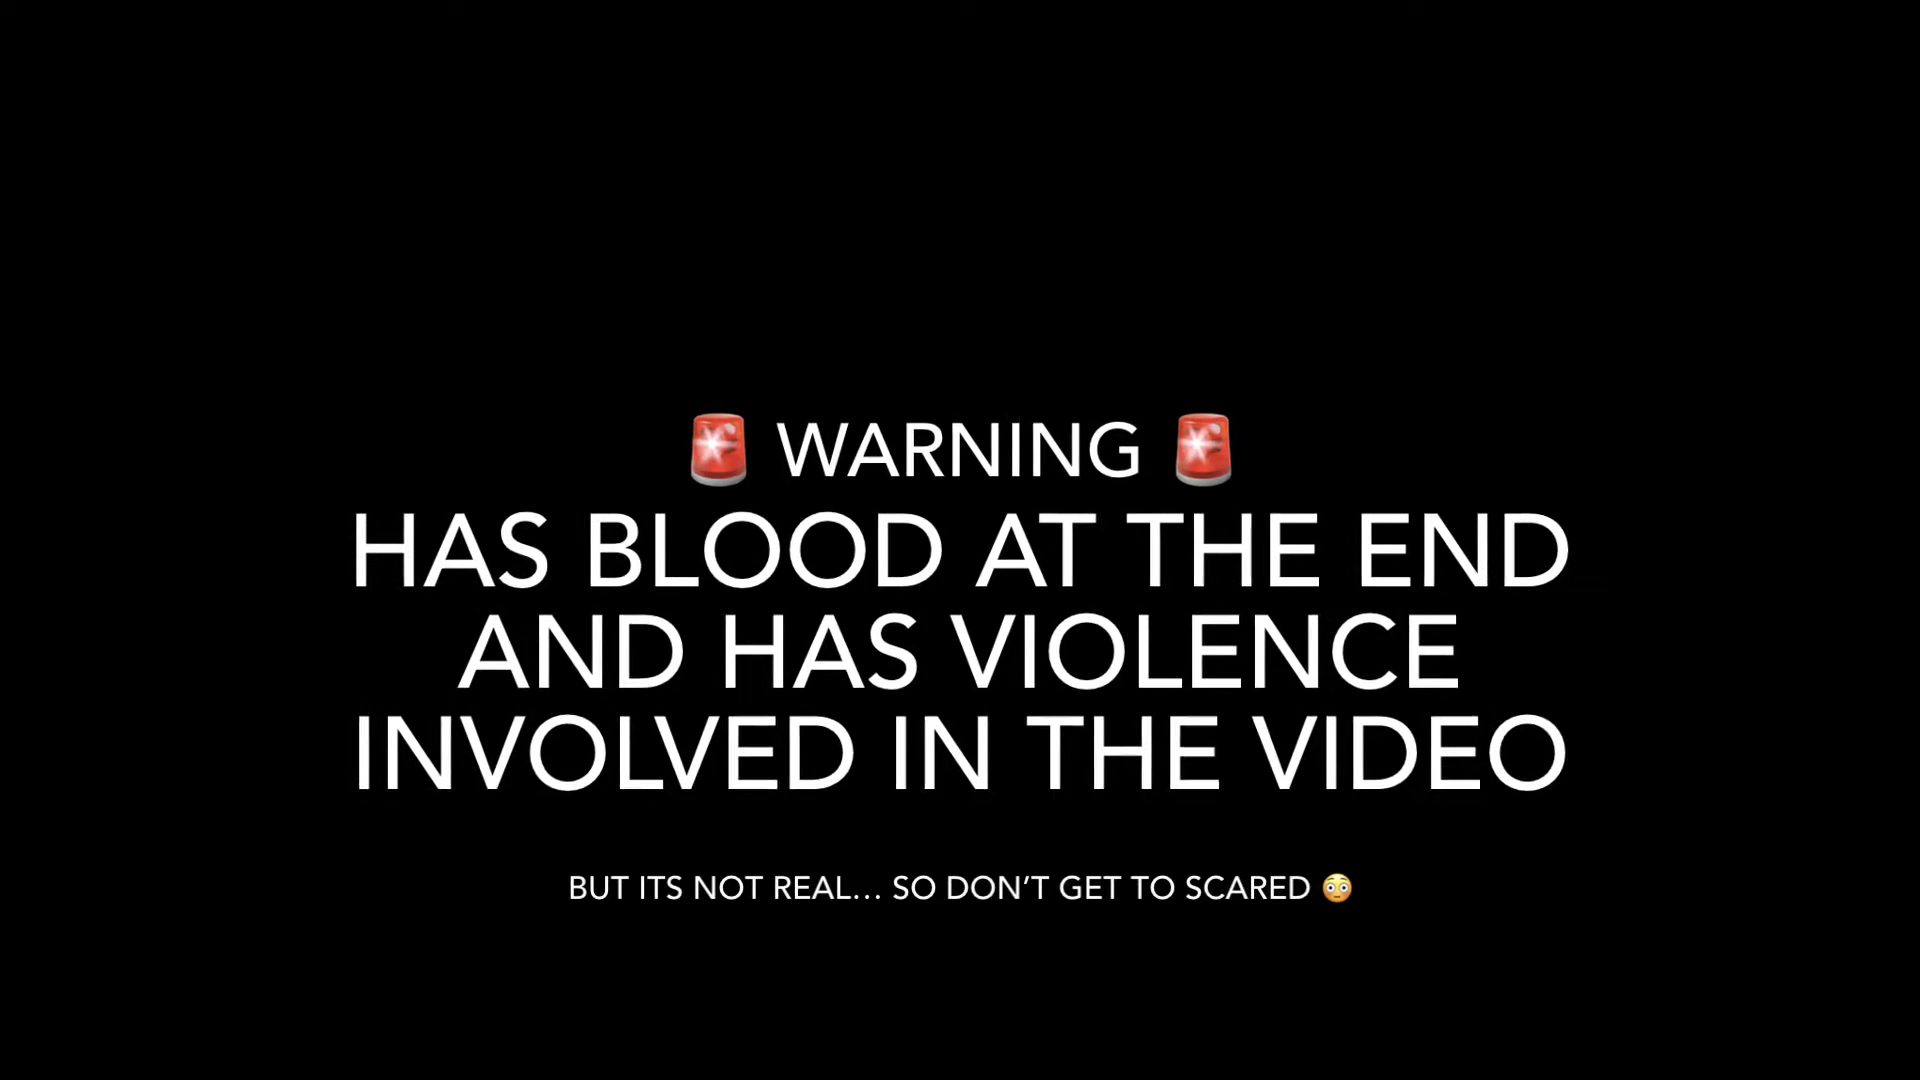 🚨 WARNING 🚨
HAS BLOOD AT THE END
AND HAS VIOLENCE
INVOLVED IN THE VIDEO
BUT ITS NOT REAL... SO DON'T GET TO SCARED 😳